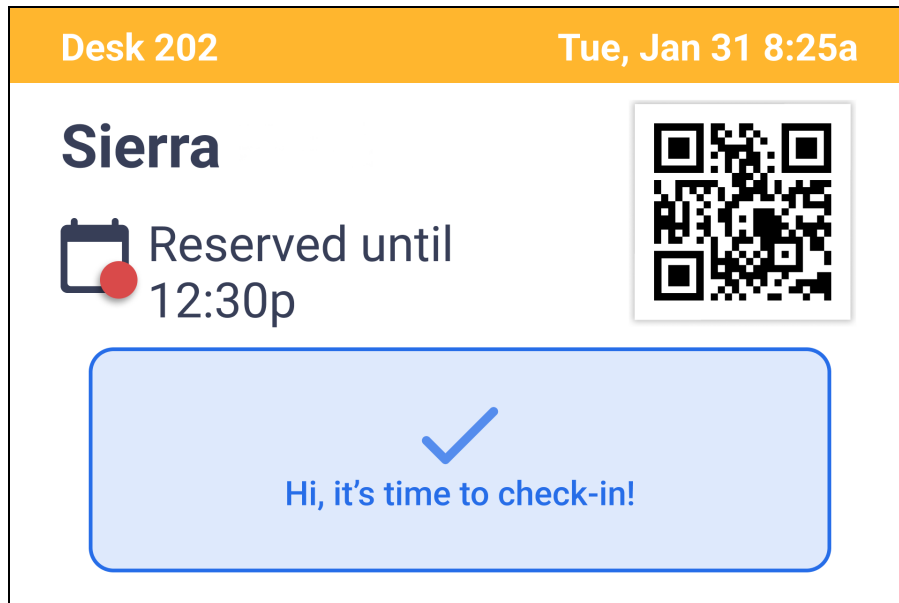 Desk 202
Tue, Jan 31 8:25a
Sierra
Reserved until
12:30p
Hi, it’s time to check-in!